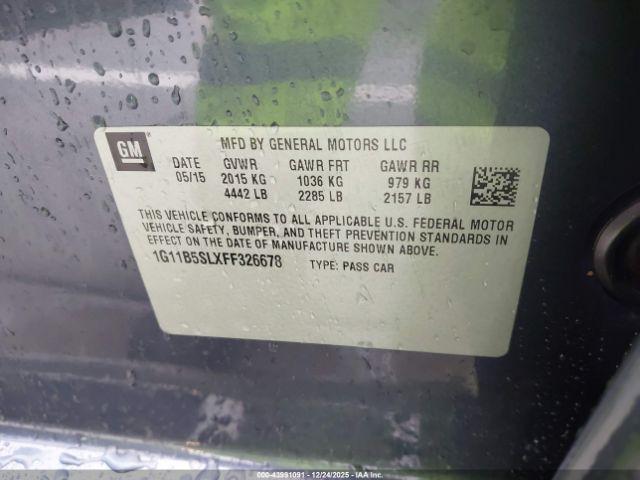 GM
MFD BY GENERAL MOTORS LLC
DATE GVWR GAWR FRT GAWR RR
05/15 2015 KG 1036 KG 979 KG
4442 LB 2285 LB 2157 LB
THIS VEHICLE CONFORMS TO ALL APPLICABLE U.S. FEDERAL MOTOR
VEHICLE SAFETY, BUMPER, AND THEFT PREVENTION STANDARDS IN
EFFECT ON THE DATE OF MANUFACTURE SHOWN ABOVE.
1G11B5SLXFF326678 TYPE: PASS CAR
000-43991091 - 12/24/2025 - IAAI.COM